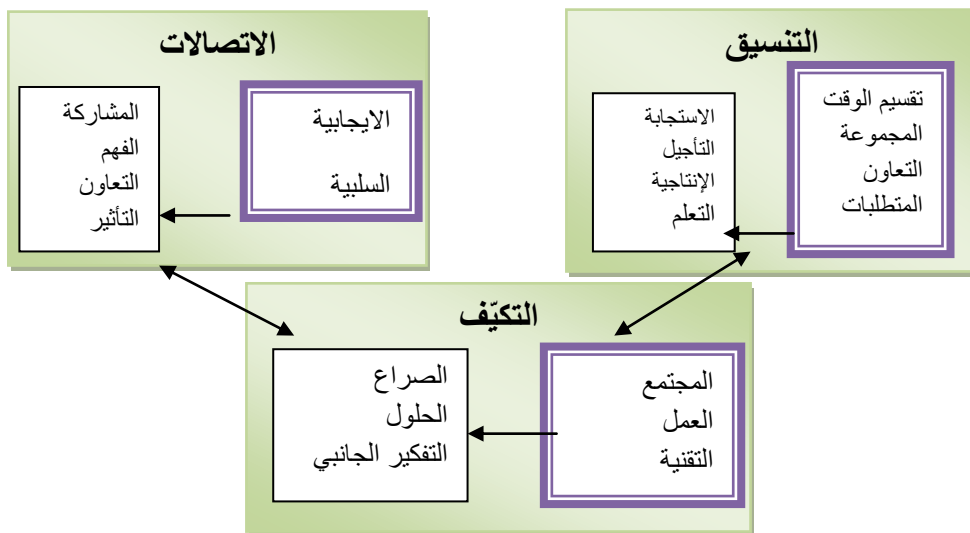 التنسيق
تقسيم الوقت
المجموعة
التعاون
المتطلبات
الاستجابة
التأجيل
الإنتاجية
التعلم
الاتصالات
الايجابية
السلبية
المشاركة
الفهم
التعاون
التأثير
التكيّف
المجتمع
العمل
التقنية
الصراع
الحلول
التفكير الجانبي